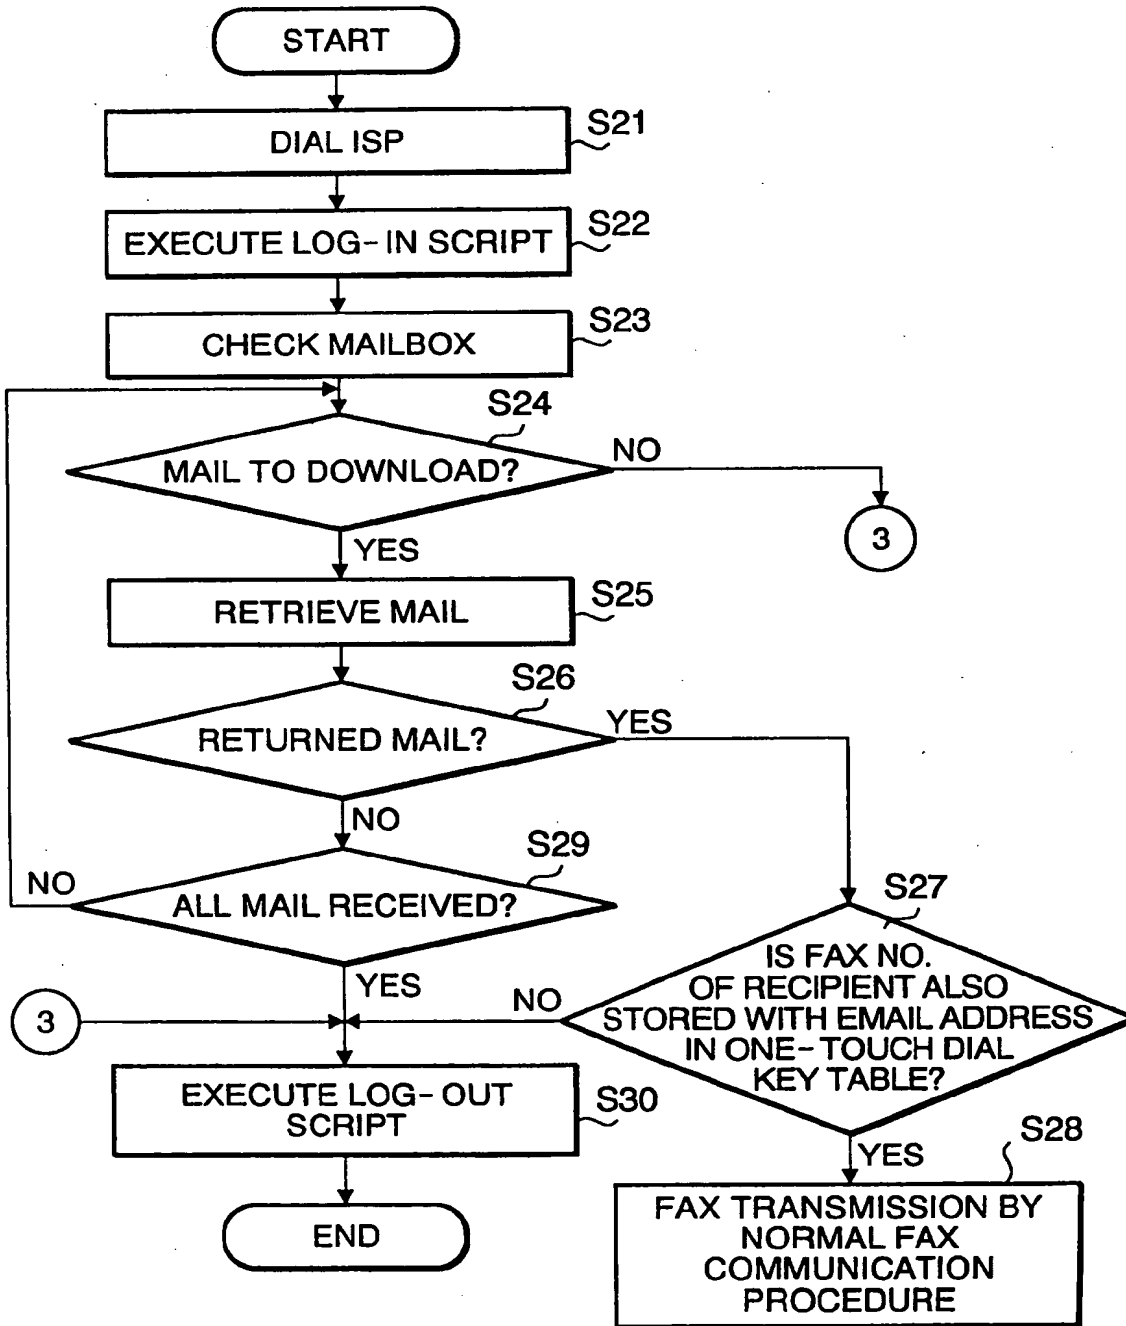 START
DIAL ISP
S21
EXECUTE LOG-IN SCRIPT
S22
CHECK MAILBOX
S23
MAIL TO DOWNLOAD?
S24
NO
3
YES
RETRIEVE MAIL
S25
RETURNED MAIL?
S26
YES
NO
ALL MAIL RECEIVED?
S29
NO
YES
3
S27
IS FAX NO.
OF RECIPIENT ALSO
STORED WITH EMAIL ADDRESS
IN ONE-TOUCH DIAL
KEY TABLE?
NO
YES
EXECUTE LOG-OUT
SCRIPT
S30
S28
FAX TRANSMISSION BY
NORMAL FAX
COMMUNICATION
PROCEDURE
END